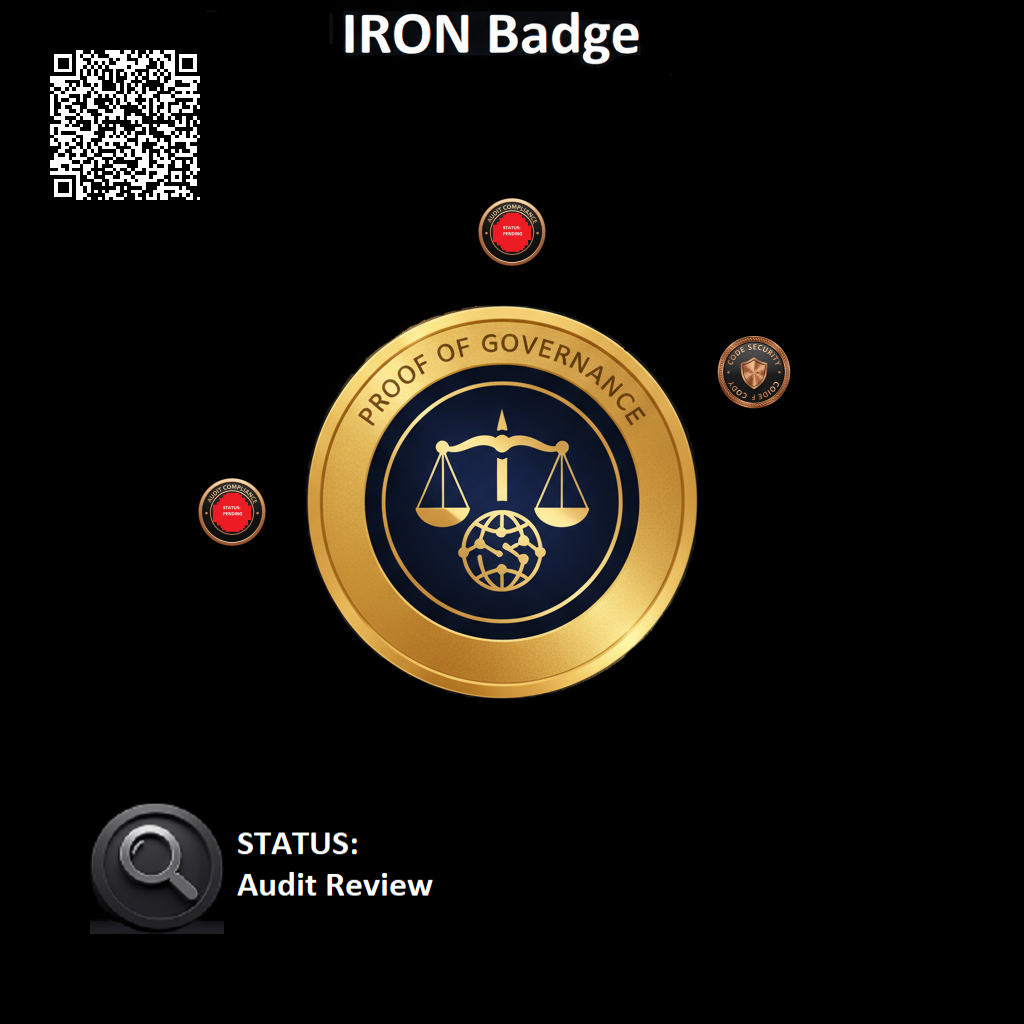 IRON Badge
AUDIT COMPLIANCE
STATUS:
PENDING
PROOF OF GOVERNANCE
CODE SECURITY
AUDIT COMPLIANCE
STATUS:
PENDING
STATUS:
Audit Review